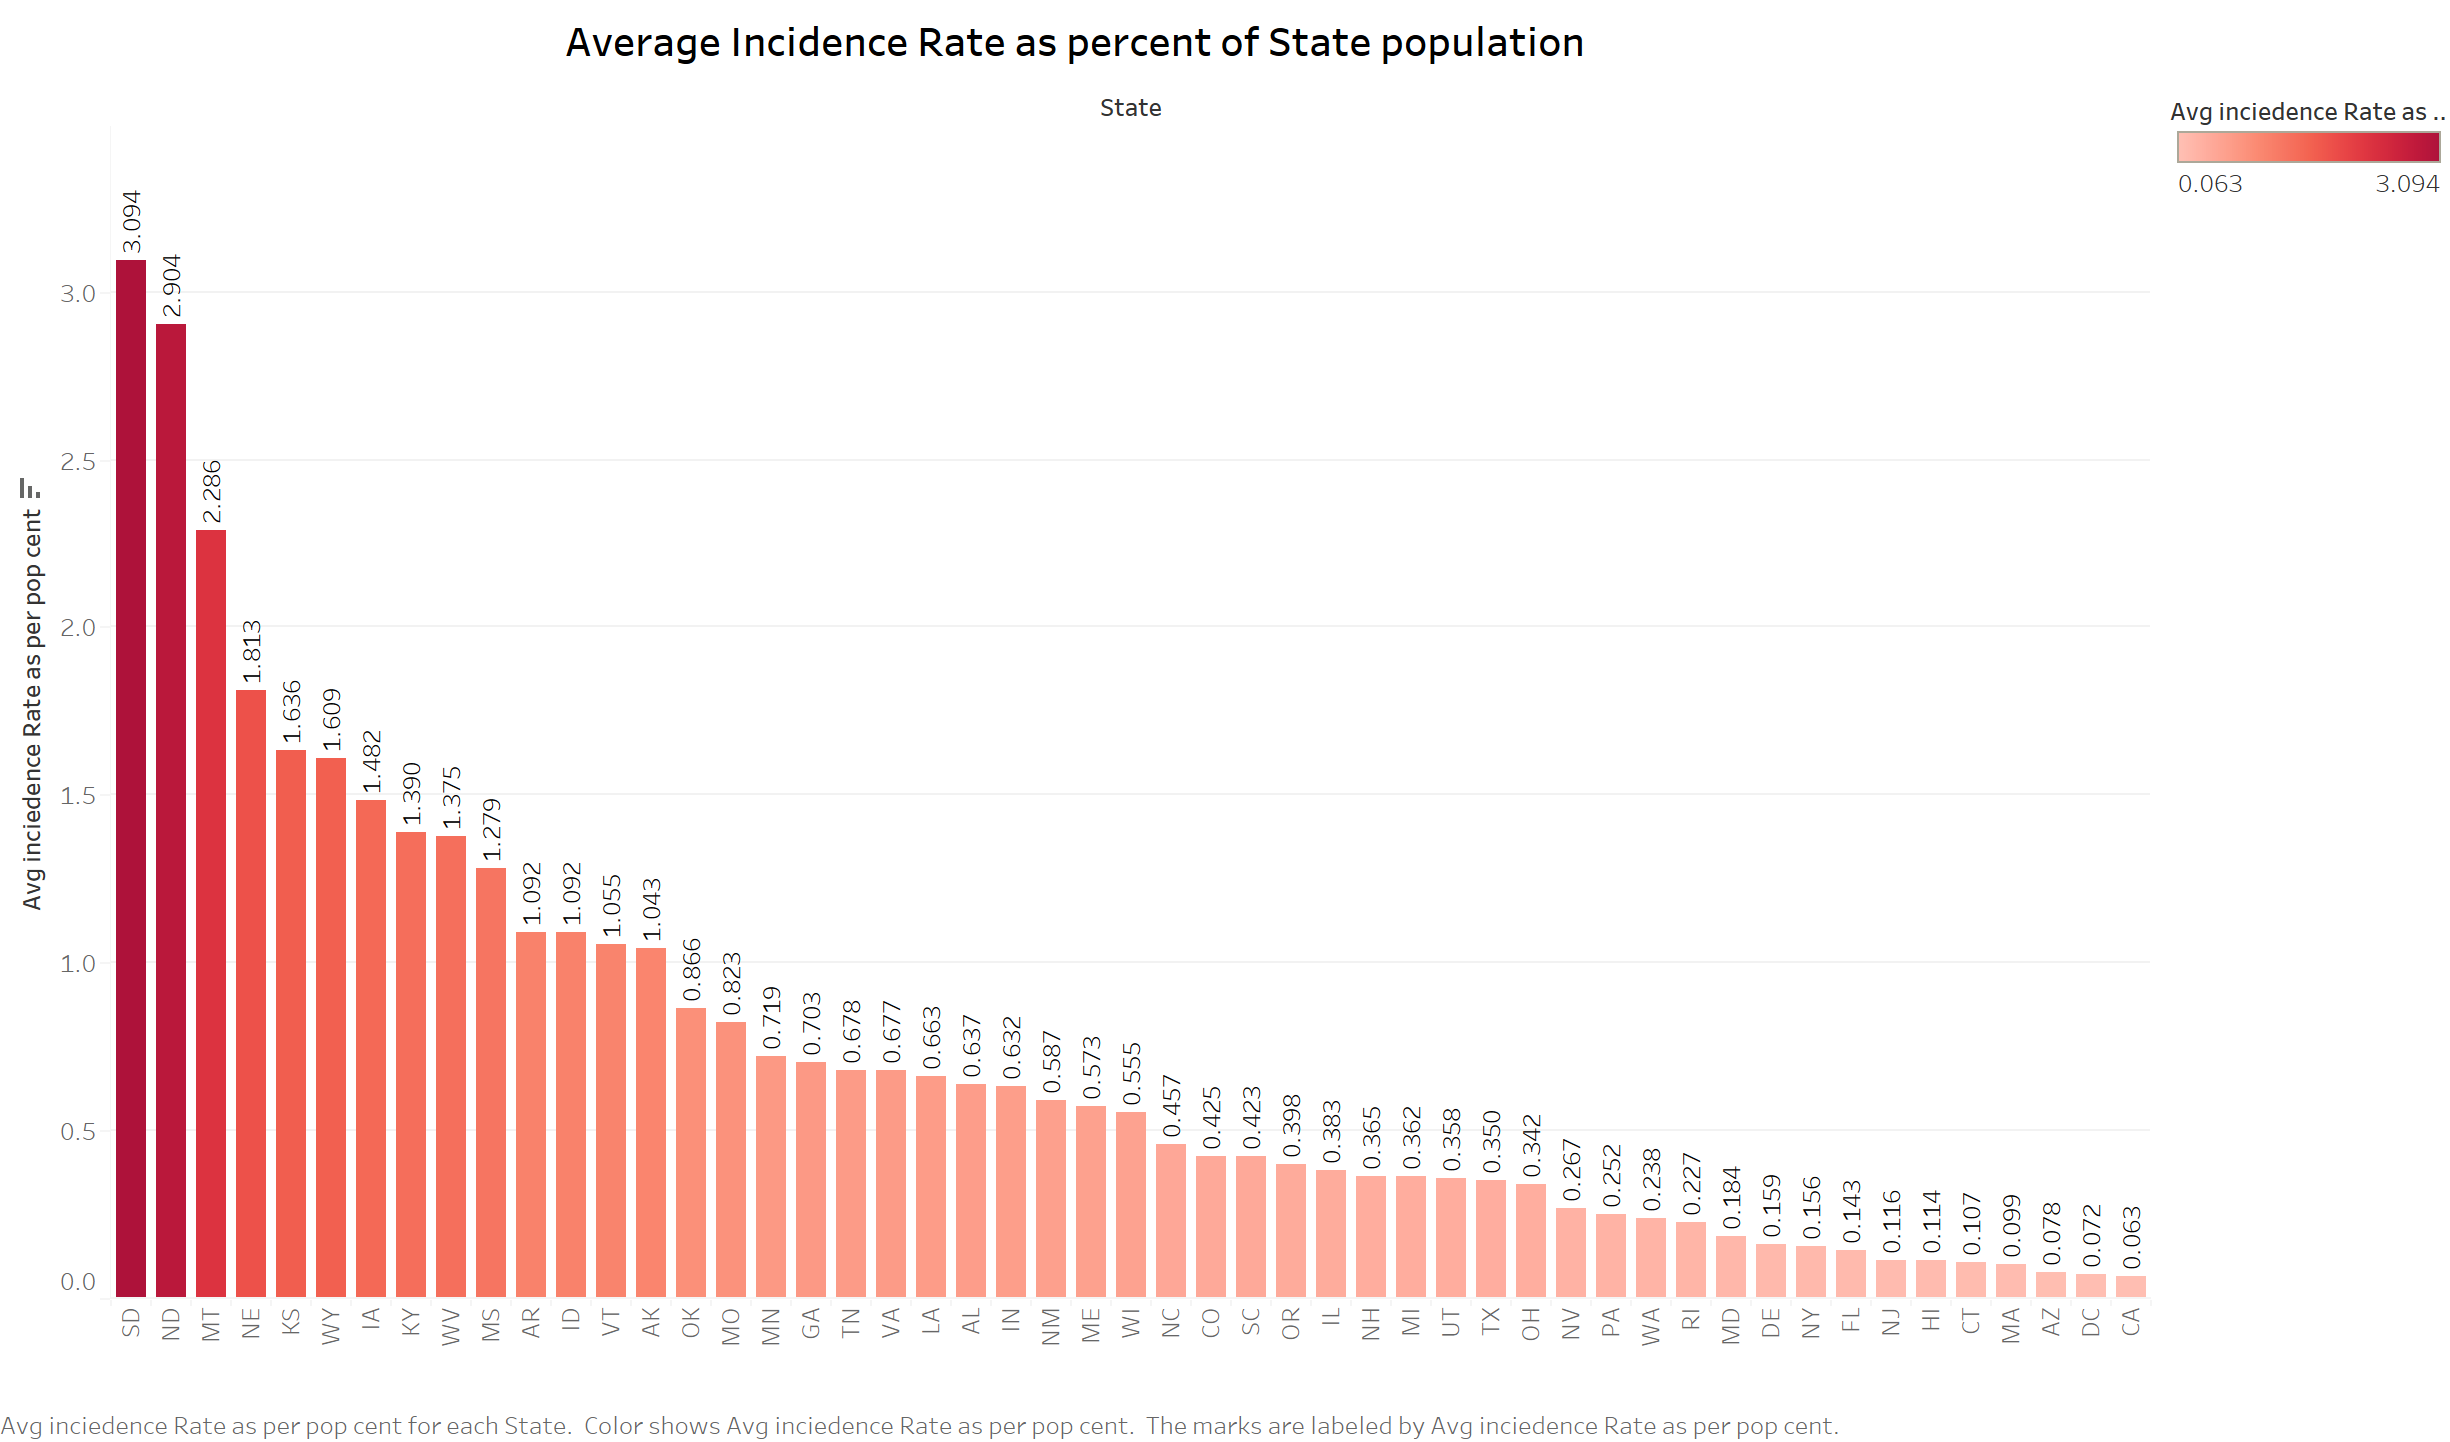 Average Incidence Rate as percent of State population
State
Avg inciedence Rate as ..
0.063 3.094
Avg inciedence Rate as per pop cent
3.0
2.5
2.0
1.5
1.0
0.5
0.0
3.094 2.904 2.286 1.813 1.636 1.609 1.482 1.390 1.375 1.279 1.092 1.092 1.055 1.043 0.866 0.823 0.719 0.703 0.678 0.677 0.663 0.637 0.632 0.587 0.573 0.555 0.457 0.425 0.423 0.398 0.383 0.365 0.362 0.358 0.350 0.342 0.267 0.252 0.238 0.227 0.184 0.159 0.156 0.143 0.116 0.114 0.107 0.099 0.078 0.072 0.063
SD ND MT NE KS WY IA KY WV MS AR ID VT AK OK MO MN GA TN VA LA AL IN NM ME WI NC CO SC OR IL NH MI UT TX OH NV PA WA RI MD DE NY FL NJ HI CT MA AZ DC CA
Avg inciedence Rate as per pop cent for each State.  Color shows Avg inciedence Rate as per pop cent.  The marks are labeled by Avg inciedence Rate as per pop cent.